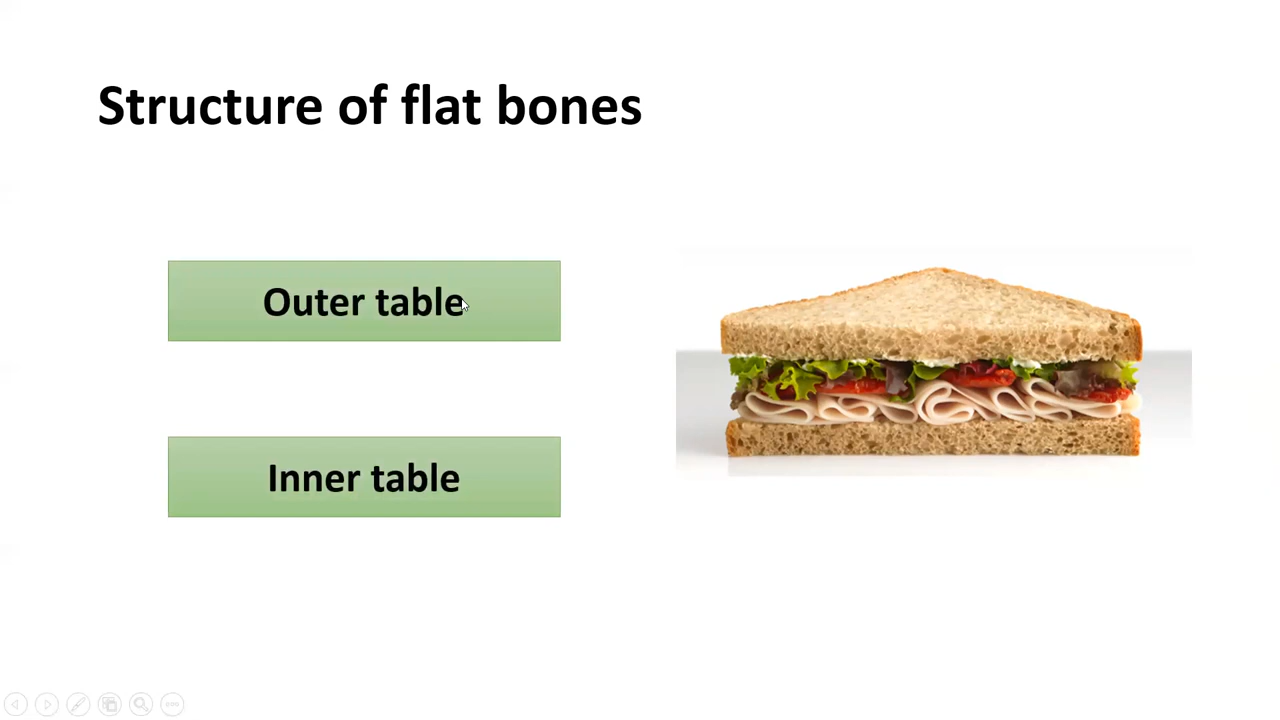 Structure of flat bones
Outer table
Inner table